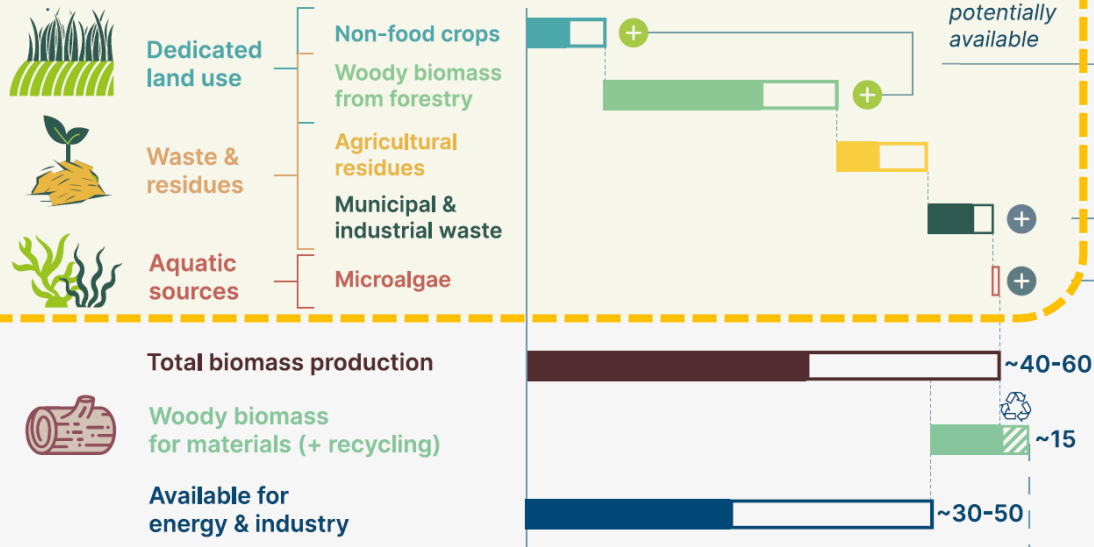 potentially
available
Dedicated
land use
Non-food crops
Woody biomass
from forestry
Waste &
residues
Agricultural
residues
Municipal &
industrial waste
Aquatic
sources
Microalgae
Total biomass production
~40-60
Woody biomass
for materials (+ recycling)
~15
Available for
energy & industry
~30-50